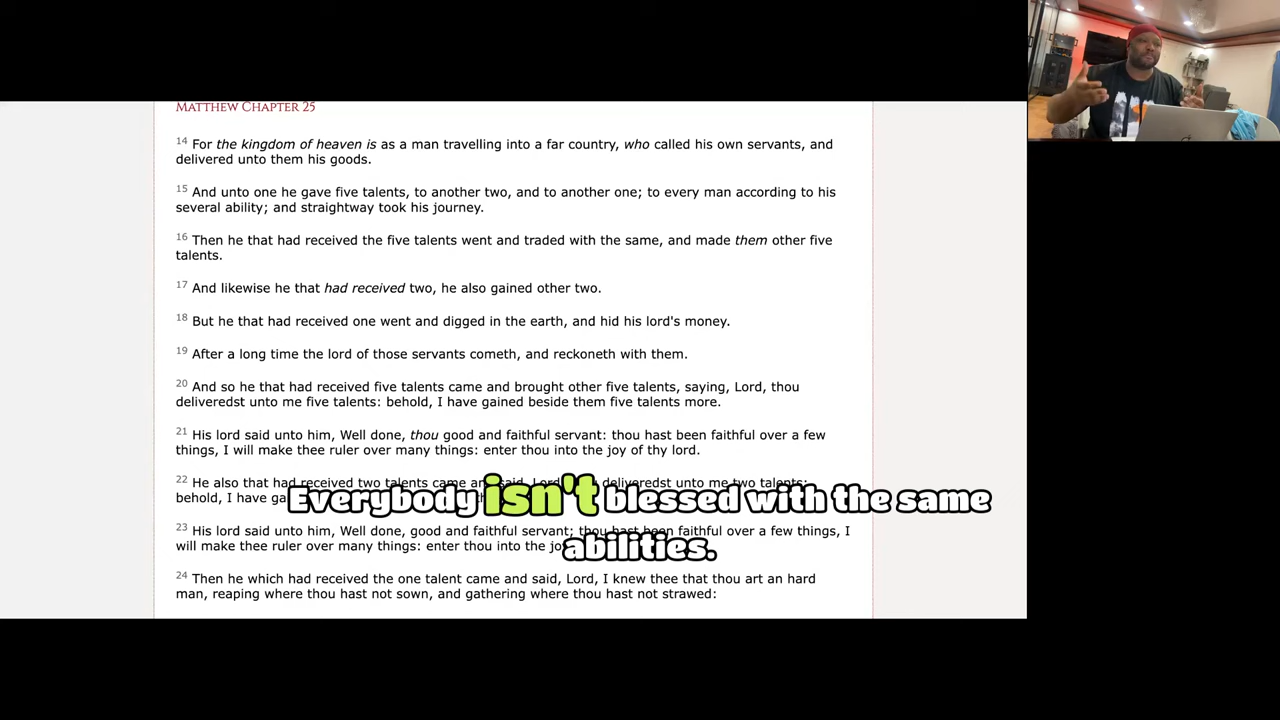 MATTHEW CHAPTER 25
14 For the kingdom of heaven is as a man travelling into a far country, who called his own servants, and
delivered unto them his goods.
15 And unto one he gave five talents, to another two, and to another one; to every man according to his
several ability; and straightway took his journey.
16 Then he that had received the five talents went and traded with the same, and made them other five
talents.
17 And likewise he that had received two, he also gained other two.
18 But he that had received one went and digged in the earth, and hid his lord's money.
19 After a long time the lord of those servants cometh, and reckoneth with them.
20 And so he that had received five talents came and brought other five talents, saying, Lord, thou
deliveredst unto me five talents: behold, I have gained beside them five talents more.
21 His lord said unto him, Well done, thou good and faithful servant: thou hast been faithful over a few
things, I will make thee ruler over many things: enter thou into the joy of thy lord.
22 He also that had received two talents came and said, Lord, thou deliveredst unto me two talents:
behold, I have
Everybody isn't blessed with the same
abilities.
23 His lord said unto him, Well done, good and faithful servant; thou hast been faithful over a few things, I
will make thee ruler over many things: enter thou into the
24 Then he which had received the one talent came and said, Lord, I knew thee that thou art an hard
man, reaping where thou hast not sown, and gathering where thou hast not strawed: